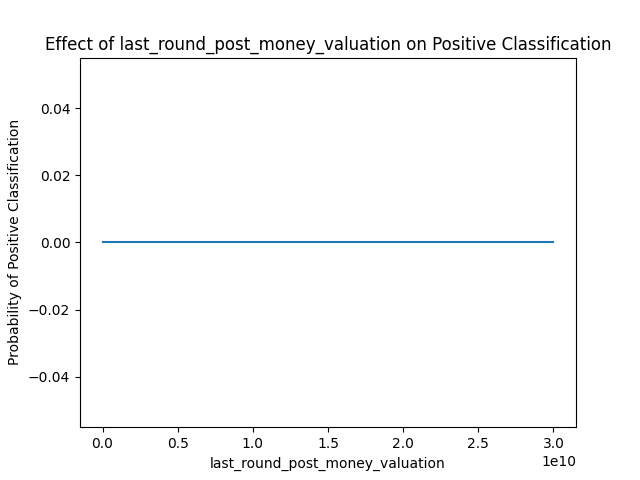 Effect of last_round_post_money_valuation on Positive Classification
Probability of Positive Classification
0.04
0.02
0.00
−0.02
−0.04
0.0 0.5 1.0 1.5 2.0 2.5 3.0
1e10
last_round_post_money_valuation